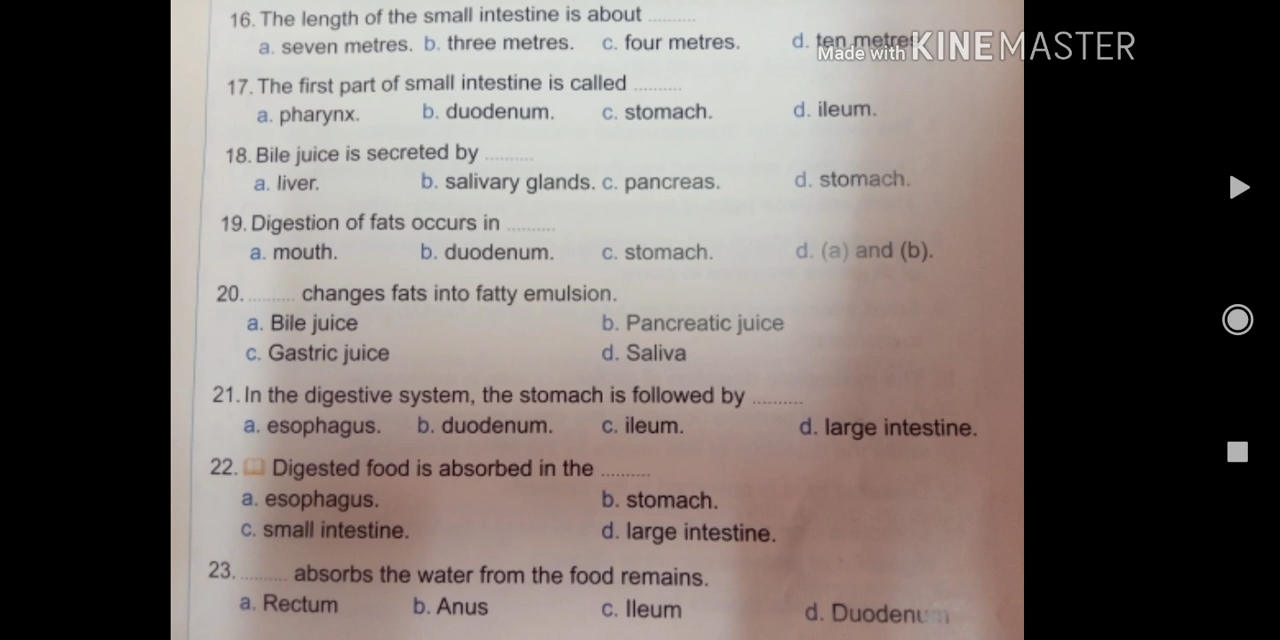 16. The length of the small intestine is about ..........
a. seven metres. b. three metres. c. four metres. d. ten metres
Made with KINEMASTER
17. The first part of small intestine is called ..........
a. pharynx. b. duodenum. c. stomach. d. ileum.
18. Bile juice is secreted by ..........
a. liver. b. salivary glands. c. pancreas. d. stomach.
19. Digestion of fats occurs in ..........
a. mouth. b. duodenum. c. stomach. d. (a) and (b).
20. .......... changes fats into fatty emulsion.
a. Bile juice b. Pancreatic juice
c. Gastric juice d. Saliva
21. In the digestive system, the stomach is followed by ..........
a. esophagus. b. duodenum. c. ileum. d. large intestine.
22. Digested food is absorbed in the ..........
a. esophagus. b. stomach.
c. small intestine. d. large intestine.
23. .......... absorbs the water from the food remains.
a. Rectum b. Anus c. Ileum d. Duodenum